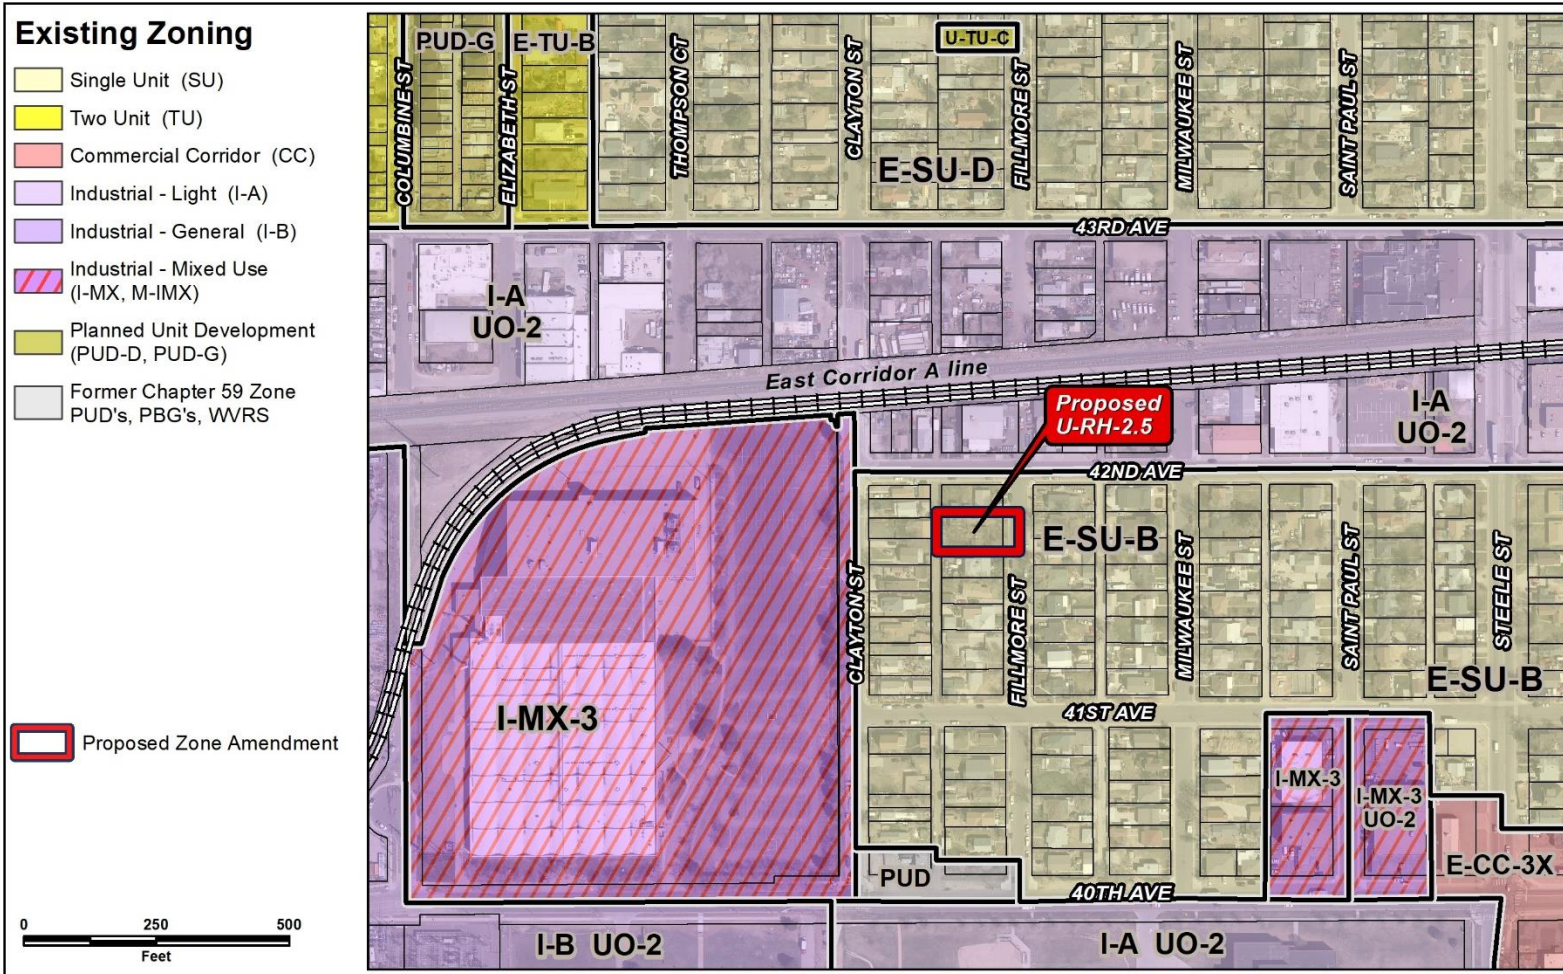 Existing Zoning
Single Unit (SU)
Two Unit (TU)
Commercial Corridor (CC)
Industrial - Light (I-A)
Industrial - General (I-B)
Industrial - Mixed Use
(I-MX, M-IMX)
Planned Unit Development
(PUD-D, PUD-G)
Former Chapter 59 Zone
PUD's, PBG's, WVRS
Proposed Zone Amendment
0 250 500
Feet
PUD-G
E-TU-B
U-TU-C
COLUMBINE ST
ELIZABETH ST
THOMPSON CT
CLAYTON ST
FILLMORE ST
MILWAUKEE ST
SAINT PAUL ST
E-SU-D
43RD AVE
I-A
UO-2
East Corridor A line
Proposed
U-RH-2.5
I-A
UO-2
42ND AVE
E-SU-B
CLAYTON ST
FILLMORE ST
MILWAUKEE ST
SAINT PAUL ST
STEELE ST
E-SU-B
I-MX-3
41ST AVE
I-MX-3
I-MX-3
UO-2
E-CC-3X
PUD
40TH AVE
I-B UO-2
I-A UO-2